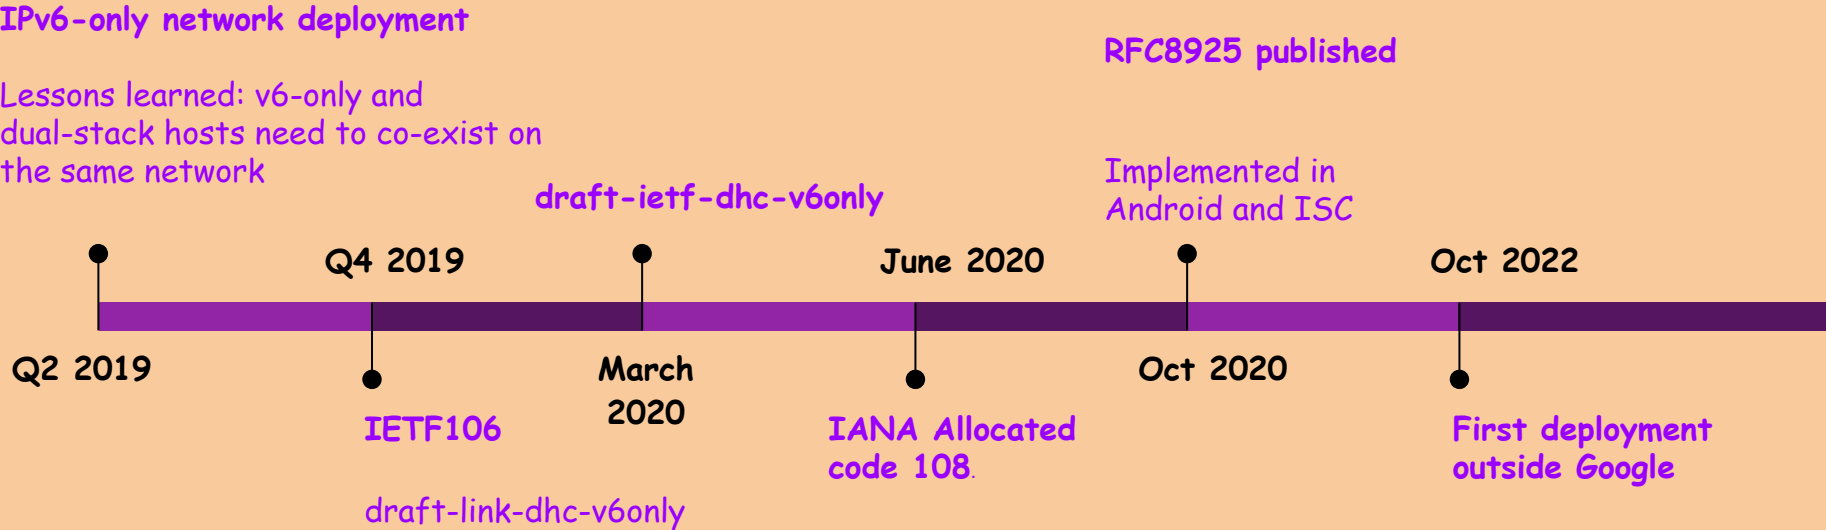 IPv6-only network deployment
Lessons learned: v6-only and
dual-stack hosts need to co-exist on
the same network
RFC8925 published
Implemented in
Android and ISC
draft-ietf-dhc-v6only
Q4 2019
June 2020
Oct 2022
Q2 2019
March
2020
Oct 2020
IETF106
draft-link-dhc-v6only
IANA Allocated
code 108.
First deployment
outside Google